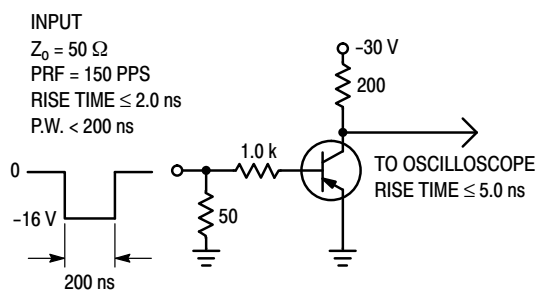 INPUT
Zo = 50 Ω
PRF = 150 PPS
RISE TIME ≤ 2.0 ns
P.W. < 200 ns
0
−16 V
200 ns
50
1.0 k
−30 V
200
TO OSCILLOSCOPE
RISE TIME ≤ 5.0 ns